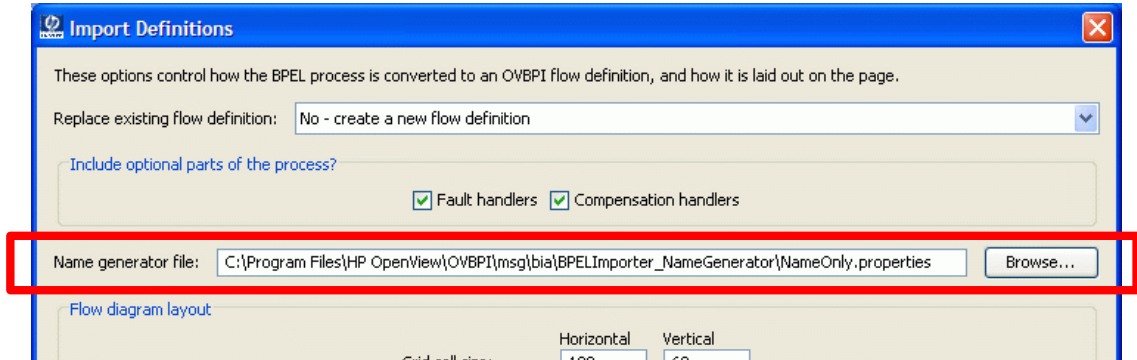 Import Definitions
These options control how the BPEL process is converted to an OVBPI flow definition, and how it is laid out on the page.
Replace existing flow definition: No - create a new flow definition
Include optional parts of the process?
Fault handlers Compensation handlers
Name generator file: C:\Program Files\HP OpenView\OVBPI\msg\bia\BPELImporter_NameGenerator\NameOnly.properties Browse...
Flow diagram layout
Horizontal Vertical